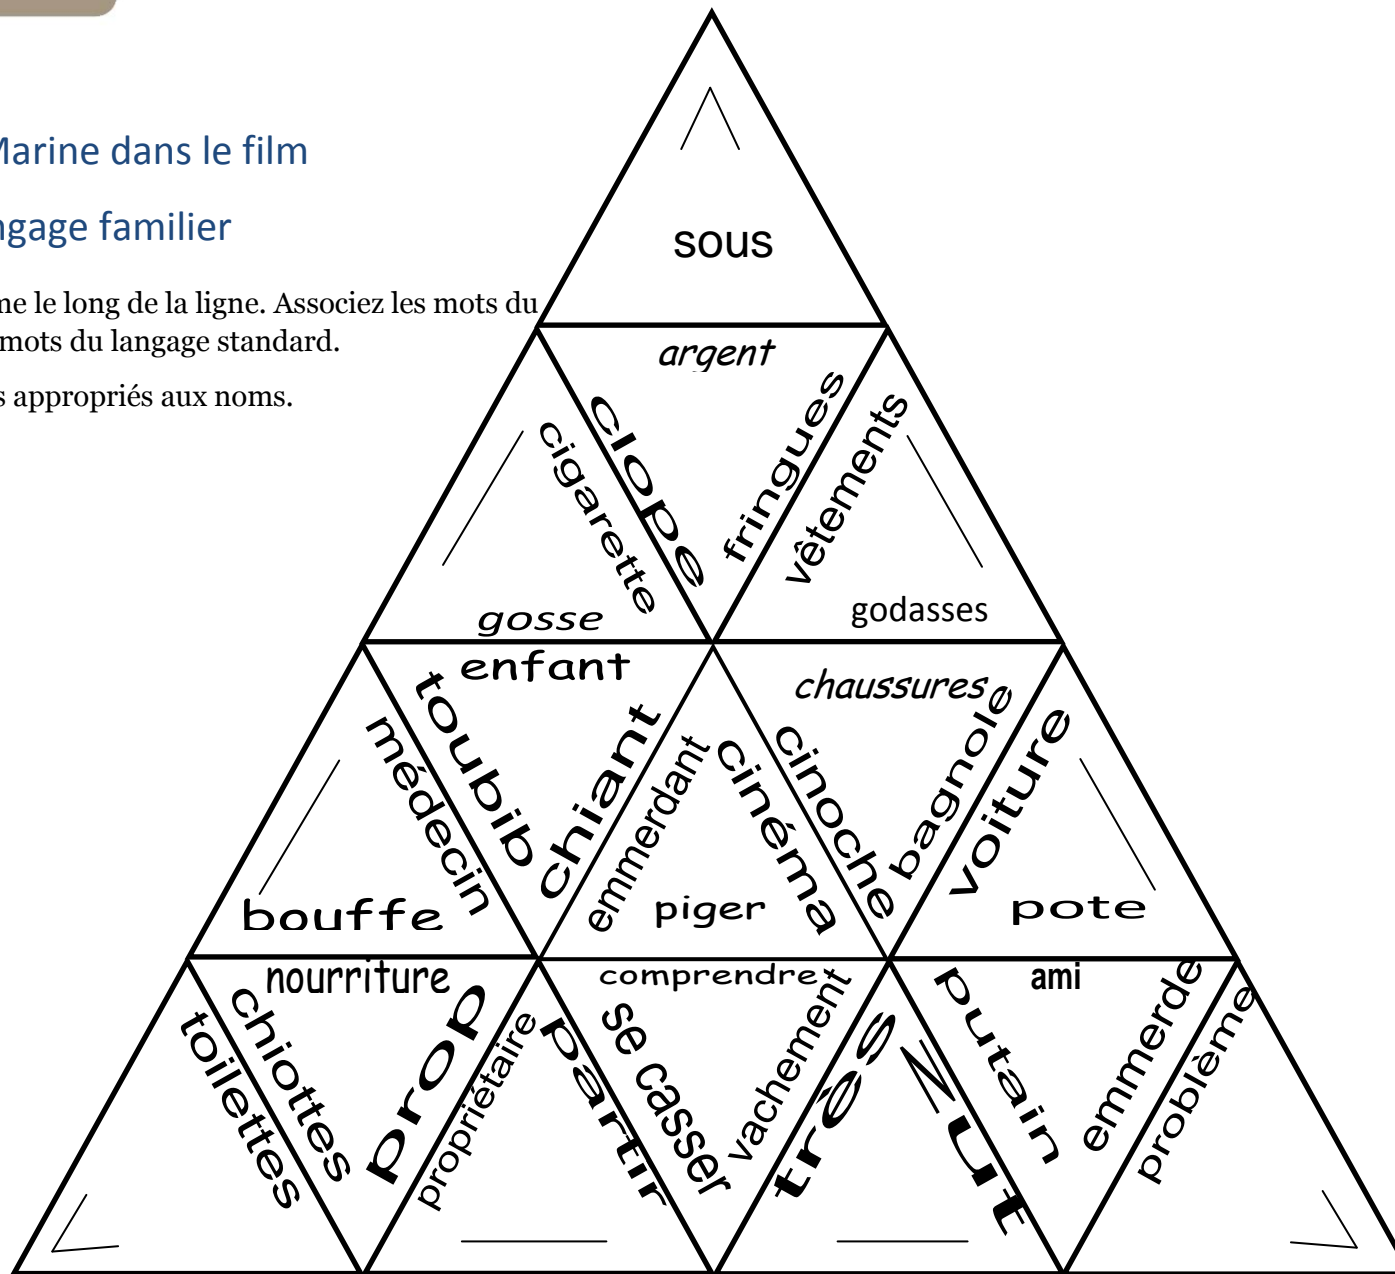 Marine dans le film
ngage familier
me le long de la ligne. Associez les mots du
mots du langage standard.
s appropriés aux noms.
sous
argent
clope
fringues
cigarette
vêtements
gosse
godasses
enfant
chaussures
toubib
chiant
médecin
emmerdant
cinéma
cinoche
bagnole
voiture
bouffe
piger
pote
nourriture
comprendre
ami
chiottes
prop
toilettes
propriétaire
partir
se casser
vachement
très
Zut
putain
emmerde
problème